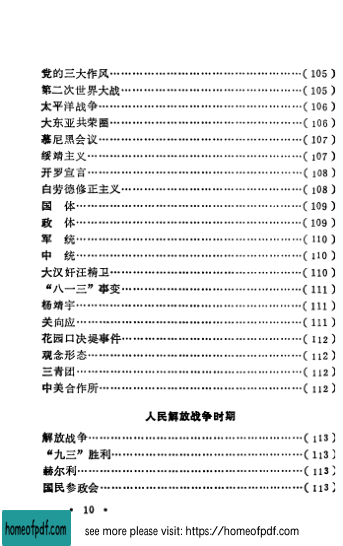 党的三大作风……………………………(105)
第二次世界大战…………………………(105)
太平洋战争………………………………(106)
大东亚共荣圈……………………………(106)
慕尼黑会议………………………………(107)
绥靖主义…………………………………(107)
开罗宣言…………………………………(108)
白劳德修正主义…………………………(108)
国　体……………………………………(109)
政　体……………………………………(109)
军　统……………………………………(110)
中　统……………………………………(110)
大汉奸汪精卫……………………………(110)
“八一三”事变…………………………(111)
杨靖宇……………………………………(111)
关向应……………………………………(111)
花园口决堤事件…………………………(112)
观念形态…………………………………(112)
三青团……………………………………(112)
中美合作所………………………………(112)
人民解放战争时期
解放战争…………………………………(113)
“九三”胜利……………………………(113)
赫尔利……………………………………(113)
国民参政会………………………………(113)
• 10 •
homeofpdf.com see more please visit: https://homeofpdf.com